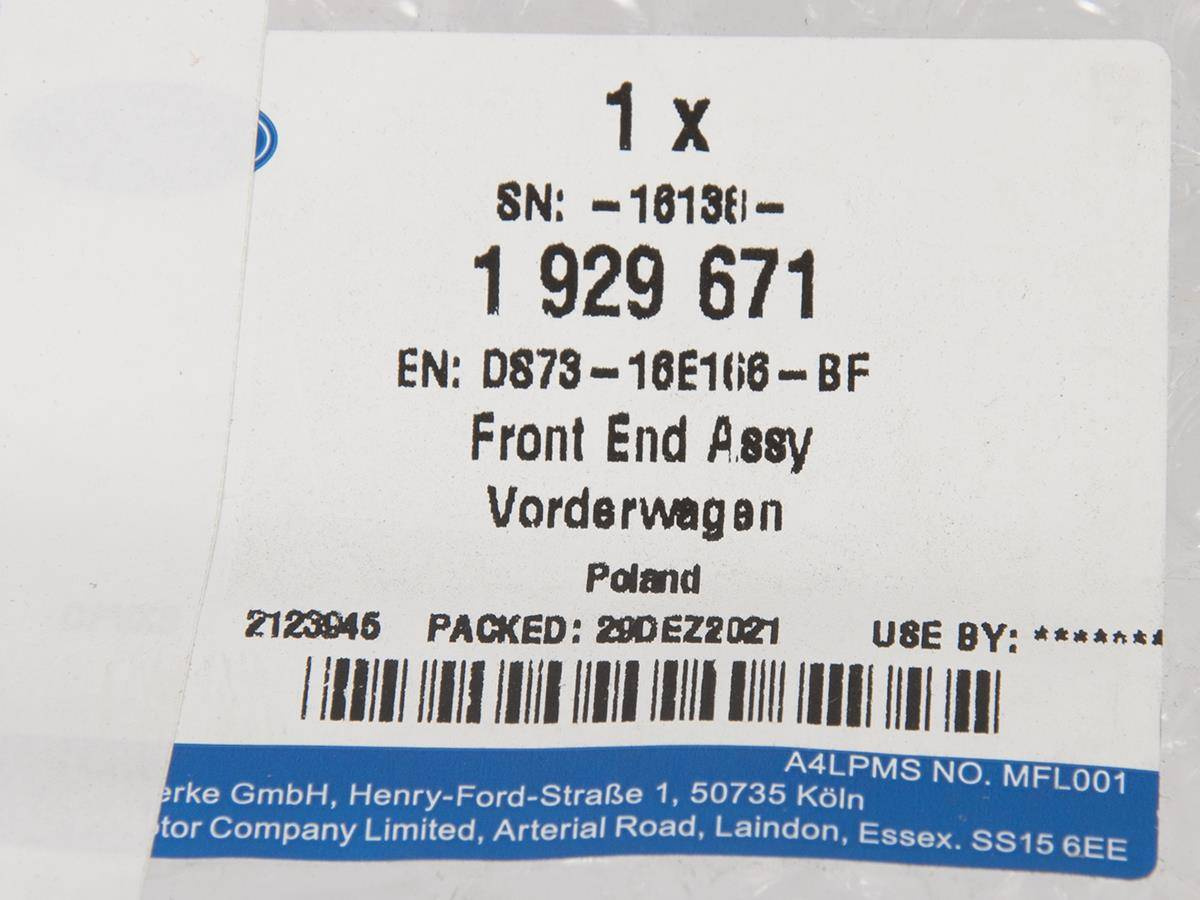 1 x
SN: -16138-
1 929 671
EN: DS73-16E166-BF
Front End Assy
Vorderwagen
Poland
2123945 PACKED: 29DEZ2021 USE BY: *******
A4LPMS NO. MFL001
erke GmbH, Henry-Ford-Straße 1, 50735 Köln
tor Company Limited, Arterial Road, Laindon, Essex. SS15 6EE